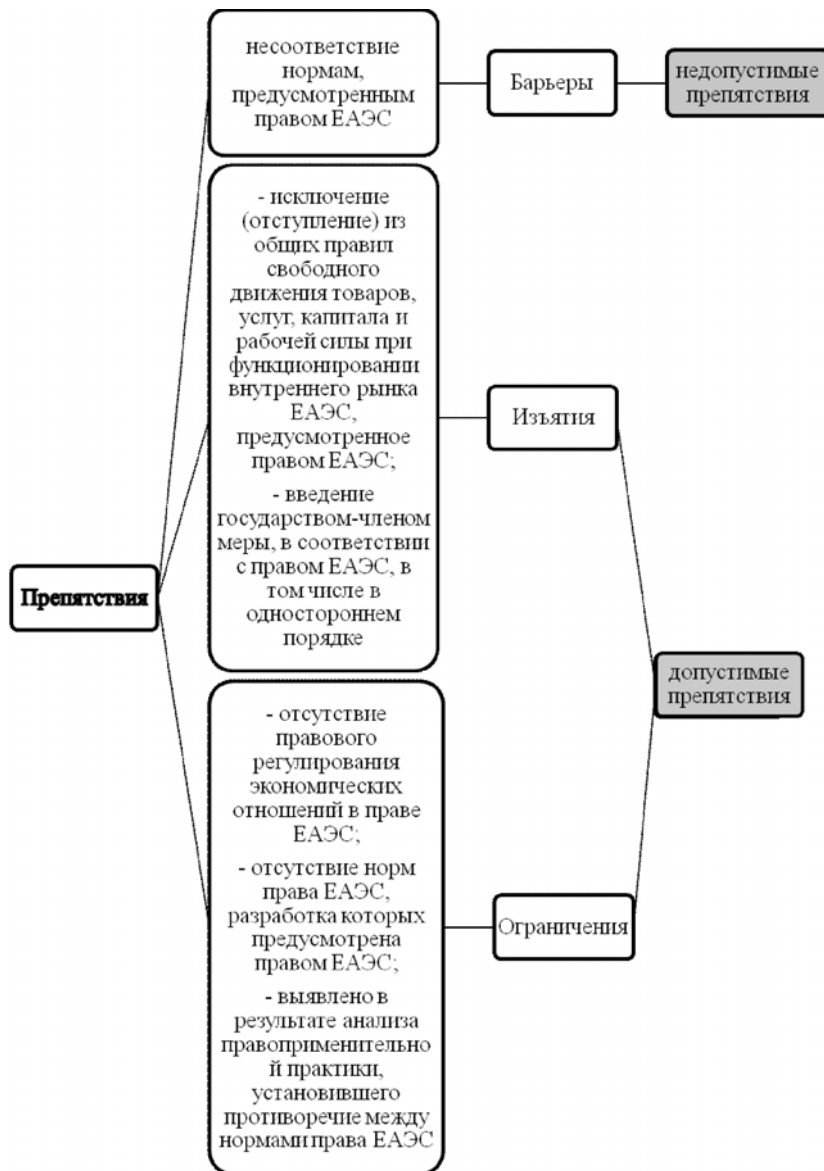 несоответствие
нормам,
предусмотренным
правом ЕАЭС
Барьеры
недопустимые
препятствия
- исключение
(отступление) из
общих правил
свободного
движения товаров,
услуг, капитала и
рабочей силы при
функционировании
внутреннего рынка
ЕАЭС,
предусмотренное
правом ЕАЭС;
- введение
государством-членом
меры, в соответствии
с правом ЕАЭС, в
том числе в
одностороннем
порядке
Изъятия
Препятствия
допустимые
препятствия
- отсутствие
правового
регулирования
экономических
отношений в праве
ЕАЭС;
- отсутствие норм
права ЕАЭС,
разработка которых
предусмотрена
правом ЕАЭС;
- выявлено в
результате анализа
правоприменительно
й практики,
установившего
противоречие между
нормами права ЕАЭС
Ограничения